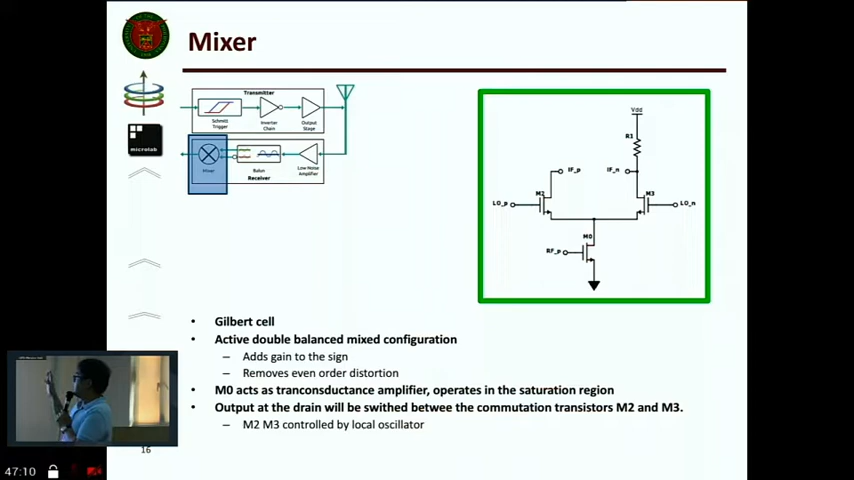 Mixer
Transmitter
Schmitt
Trigger
Inverter
Chain
Output
Stage
Mixer
Balun
Low Noise
Amplifier
Receiver
microlab
Vdd
R1
IF_p
IF_n
M2
M3
LO_p
LO_n
M0
RF_p
• Gilbert cell
• Active double balanced mixed configuration
– Adds gain to the sign
– Removes even order distortion
• M0 acts as tranconsductance amplifier, operates in the saturation region
• Output at the drain will be swithed betwee the commutation transistors M2 and M3.
– M2 M3 controlled by local oscillator
16
47:10